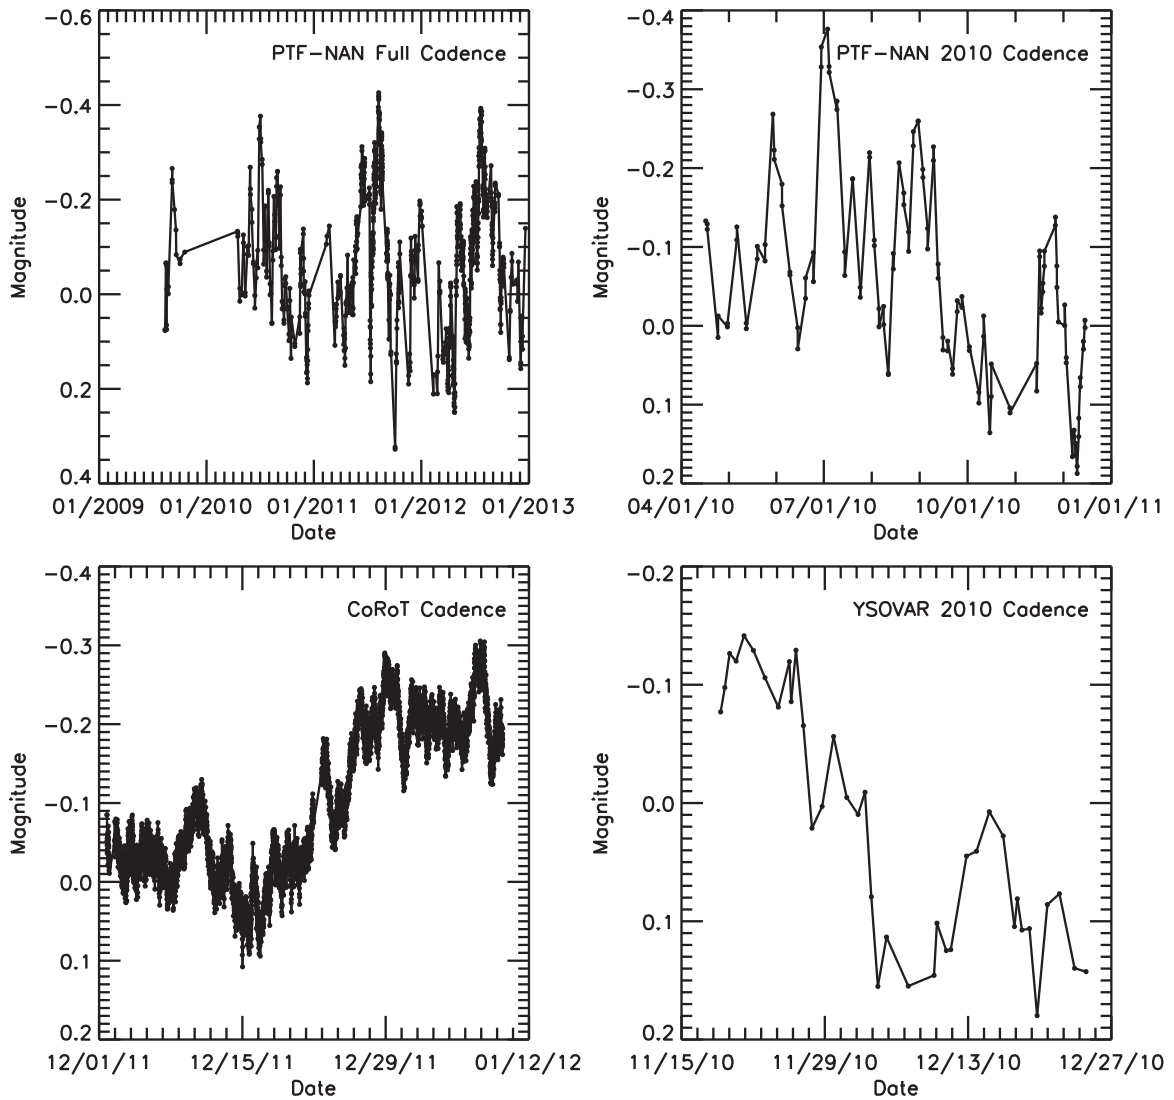 PTF-NAN Full Cadence
-0.6
-0.4
-0.2
0.0
0.2
0.4
Magnitude
01/2009 01/2010 01/2011 01/2012 01/2013
Date
PTF-NAN 2010 Cadence
-0.4
-0.3
-0.2
-0.1
0.0
0.1
0.2
Magnitude
04/01/10 07/01/10 10/01/10 01/01/11
Date
CoRoT Cadence
-0.4
-0.3
-0.2
-0.1
0.0
0.1
0.2
Magnitude
12/01/11 12/15/11 12/29/11 01/12/12
Date
YSOVAR 2010 Cadence
-0.2
-0.1
0.0
0.1
0.2
Magnitude
11/15/10 11/29/10 12/13/10 12/27/10
Date